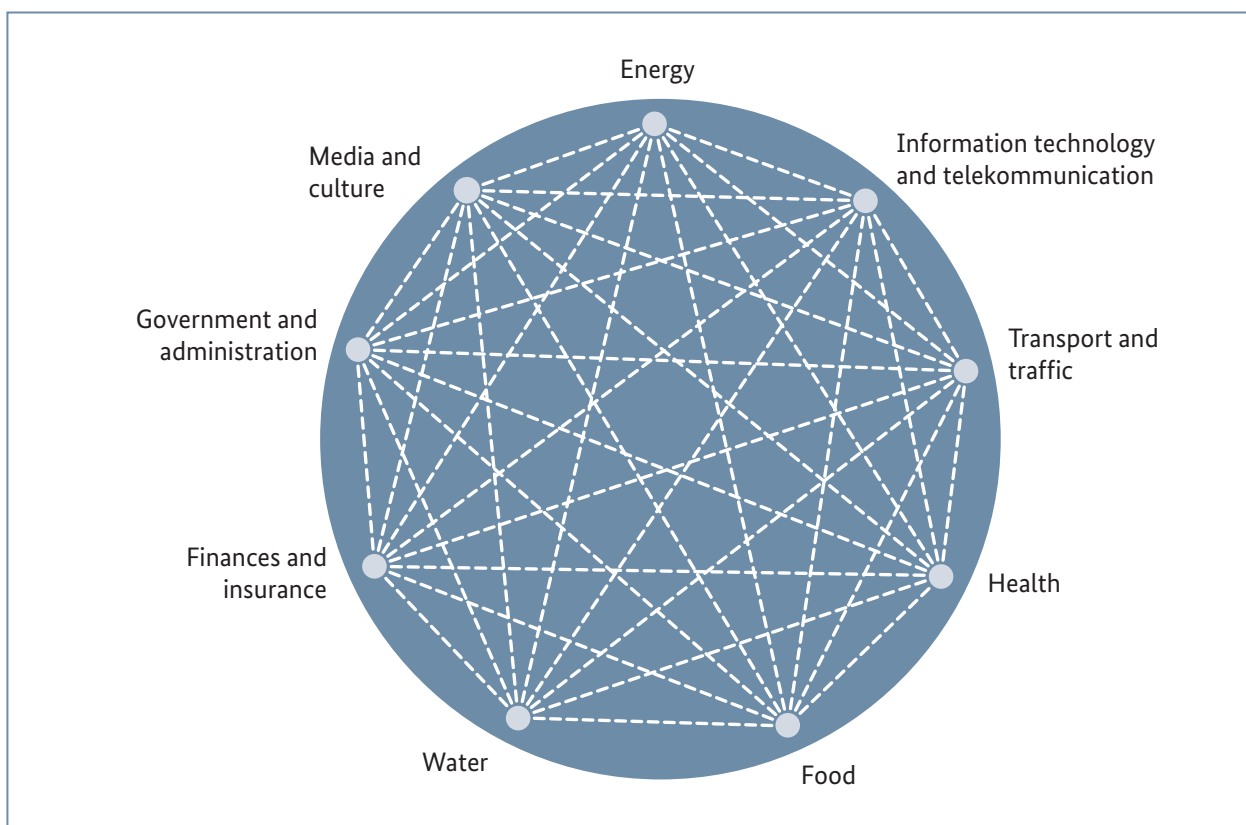 Energy
Information technology
and telekommunication
Transport and
traffic
Health
Food
Water
Finances and
insurance
Government and
administration
Media and
culture